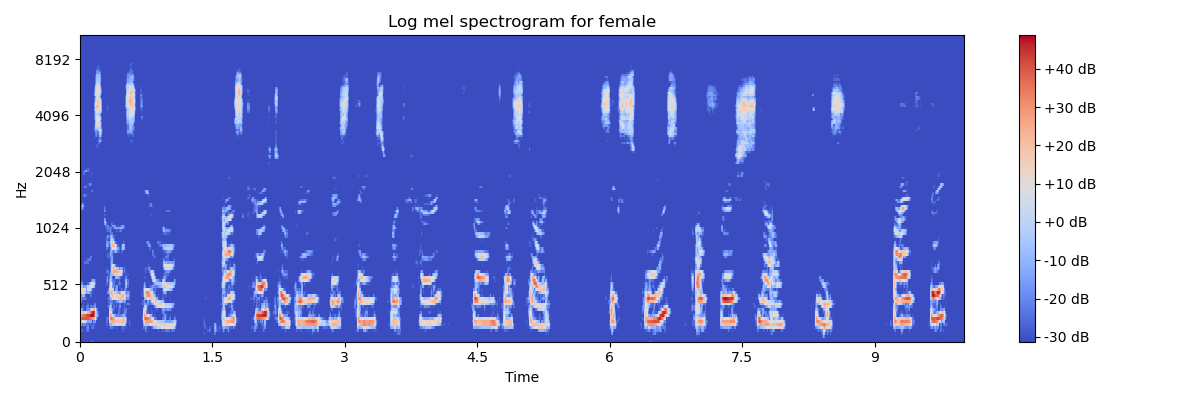 Log mel spectrogram for female
8192
4096
2048
1024
512
0
Hz
0 1.5 3 4.5 6 7.5 9
Time
+40 dB
+30 dB
+20 dB
+10 dB
+0 dB
-10 dB
-20 dB
-30 dB